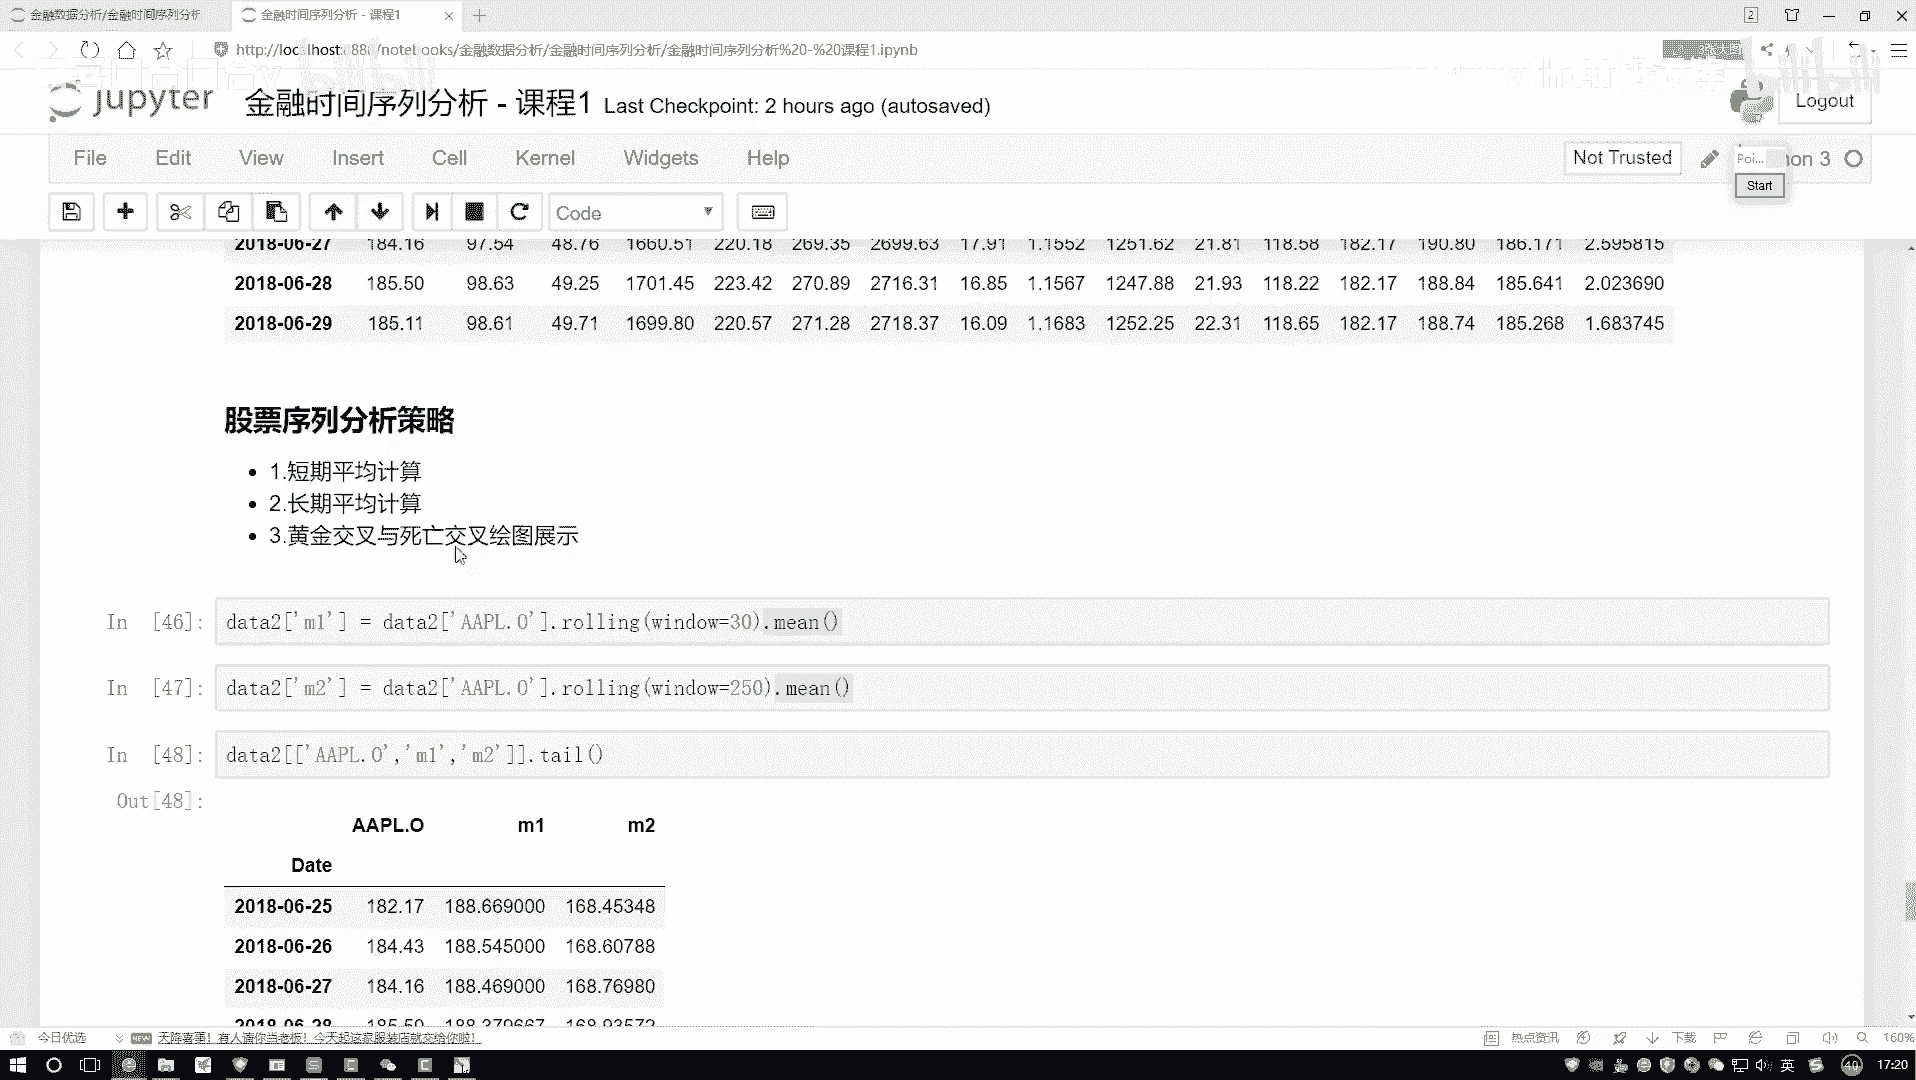 金融数据分析/金融时间序列分析
金融时间序列分析 - 课程1
2
http://localhost:8888/notebooks/金融数据分析/金融时间序列分析/金融时间序列分析%20-%20课程1.ipynb
jupyter 金融时间序列分析 - 课程1 Last Checkpoint: 2 hours ago (autosaved)
bilibili
Logout
File Edit View Insert Cell Kernel Widgets Help
Not Trusted
Poi...
3
Start
Code
2018-06-27 184.16 97.54 48.76 1660.51 220.18 269.35 2699.63 17.91 1.1552 1251.62 21.81 118.58 182.17 190.80 186.171 2.595815
2018-06-28 185.50 98.63 49.25 1701.45 223.42 270.89 2716.31 16.85 1.1567 1247.88 21.93 118.22 182.17 188.84 185.641 2.023690
2018-06-29 185.11 98.61 49.71 1699.80 220.57 271.28 2718.37 16.09 1.1683 1252.25 22.31 118.65 182.17 188.74 185.268 1.683745
股票序列分析策略
• 1.短期平均计算
• 2.长期平均计算
• 3.黄金交叉与死亡交叉绘图展示
In [46]: data2['m1'] = data2['AAPL.O'].rolling(window=30).mean()
In [47]: data2['m2'] = data2['AAPL.O'].rolling(window=250).mean()
In [48]: data2[['AAPL.O','m1','m2']].tail()
Out[48]:
AAPL.O m1 m2
Date
2018-06-25 182.17 188.669000 168.45348
2018-06-26 184.43 188.545000 168.60788
2018-06-27 184.16 188.469000 168.76980
2018-06-28 185.50 188.379667 168.93572
今日优选
NEW 天降喜事！有人请你当老板！今天起这家服装店就交给你啦！
热点资讯
下载
160%
英
40
17:20